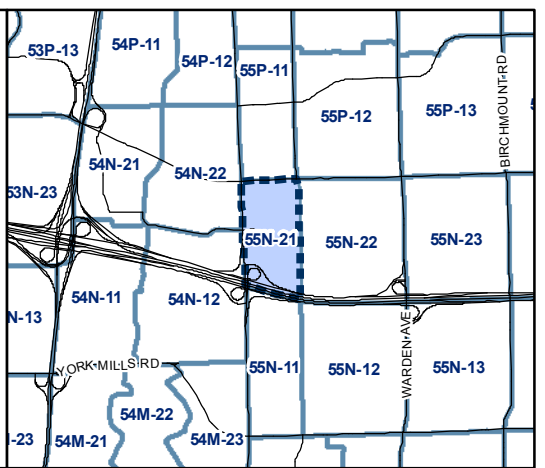 53P-13
54P-11
54P-12
55P-11
55P-12
55P-13
BIRCHMOUNT RD
54N-21
54N-22
53N-23
55N-21
55N-22
55N-23
N-13
54N-11
54N-12
55N-11
55N-12
WARDEN AVE
55N-13
YORK MILLS RD
54M-22
-23
54M-21
54M-23